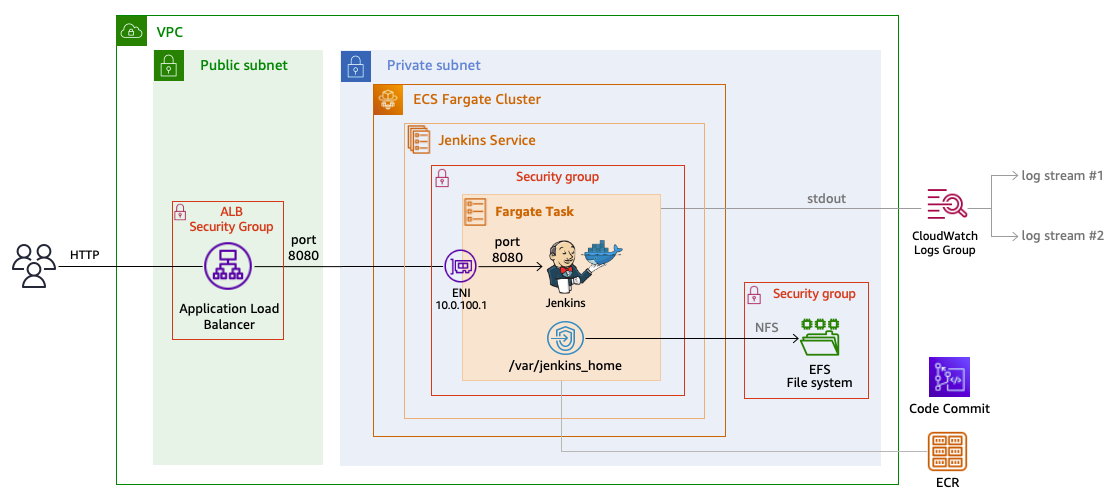 VPC
Public subnet
Private subnet
ECS Fargate Cluster
Jenkins Service
Security group
Fargate Task
stdout
CloudWatch
Logs Group
log stream #1
log stream #2
ALB
Security Group
HTTP
Application Load
Balancer
port
8080
ENI
10.0.100.1
port
8080
Jenkins
/var/jenkins_home
NFS
Security group
EFS
File system
Code Commit
ECR